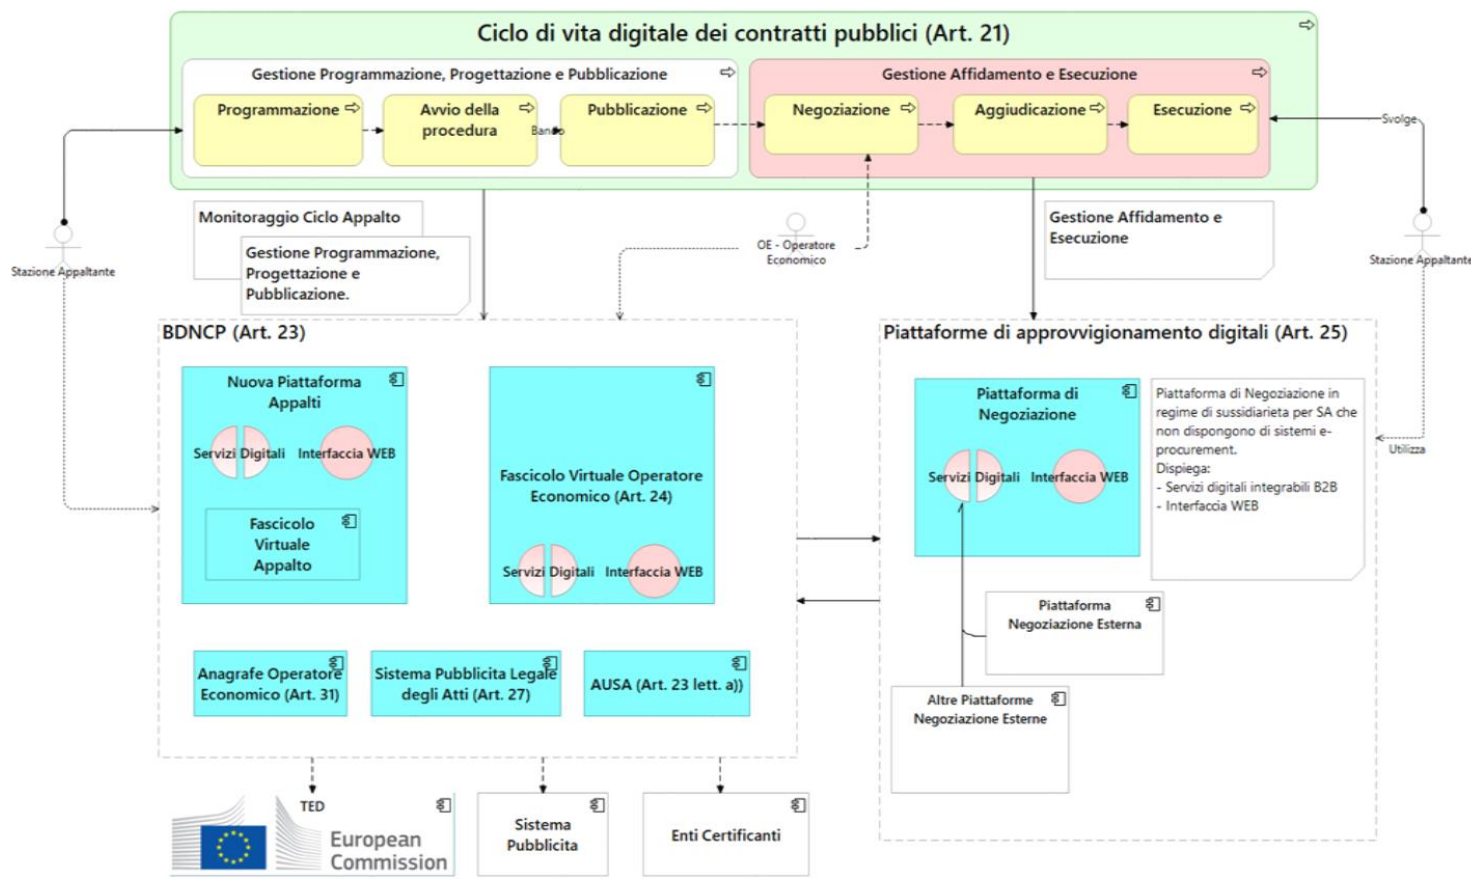 Ciclo di vita digitale dei contratti pubblici (Art. 21)
Gestione Programmazione, Progettazione e Pubblicazione
Programmazione
Avvio della
procedura
Bando
Pubblicazione
Gestione Affidamento e Esecuzione
Negoziazione
Aggiudicazione
Esecuzione
Svolge
Stazione Appaltante
Monitoraggio Ciclo Appalto
Gestione Programmazione,
Progettazione e
Pubblicazione.
OE - Operatore
Economico
Gestione Affidamento e
Esecuzione
Stazione Appaltante
BDNCP (Art. 23)
Nuova Piattaforma
Appalti
Servizi Digitali
Interfaccia WEB
Fascicolo
Virtuale
Appalto
Fascicolo Virtuale Operatore
Economico (Art. 24)
Servizi Digitali
Interfaccia WEB
Anagrafe Operatore
Economico (Art. 31)
Sistema Pubblicita Legale
degli Atti (Art. 27)
AUSA (Art. 23 lett. a))
Piattaforme di approvvigionamento digitali (Art. 25)
Piattaforma di
Negoziazione
Servizi Digitali
Interfaccia WEB
Piattaforma di Negoziazione in
regime di sussidiarieta per SA che
non dispongono di sistemi e-
procurement.
Dispiega:
- Servizi digitali integrabili B2B
- Interfaccia WEB
Utilizza
Piattaforma
Negoziazione Esterna
Altre Piattaforme
Negoziazione Esterne
TED
European
Commission
Sistema
Pubblicita
Enti Certificanti